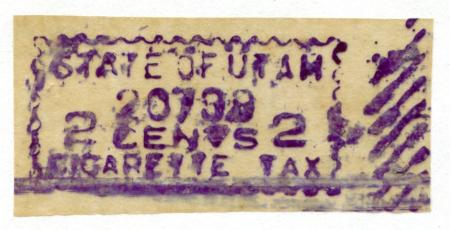 STATE OF UTAH
20738
2 CENTS 2
CIGARETTE TAX